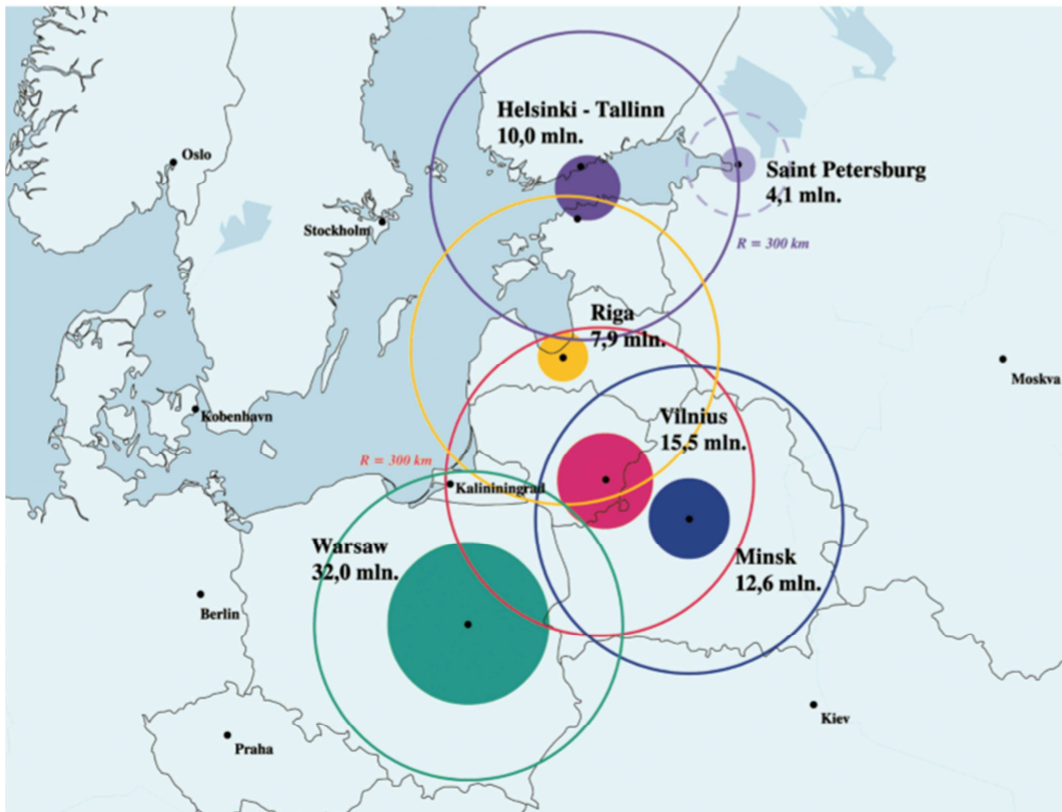 Helsinki - Tallinn
10,0 mln.
Oslo
Saint Petersburg
4,1 mln.
Stockholm
R = 300 km
Riga
7,9 mln.
Moskva
Kobenhavn
Vilnius
15,5 mln.
R = 300 km
Kaliniingrad
Warsaw
32,0 mln.
Minsk
12,6 mln.
Berlin
Kiev
Praha